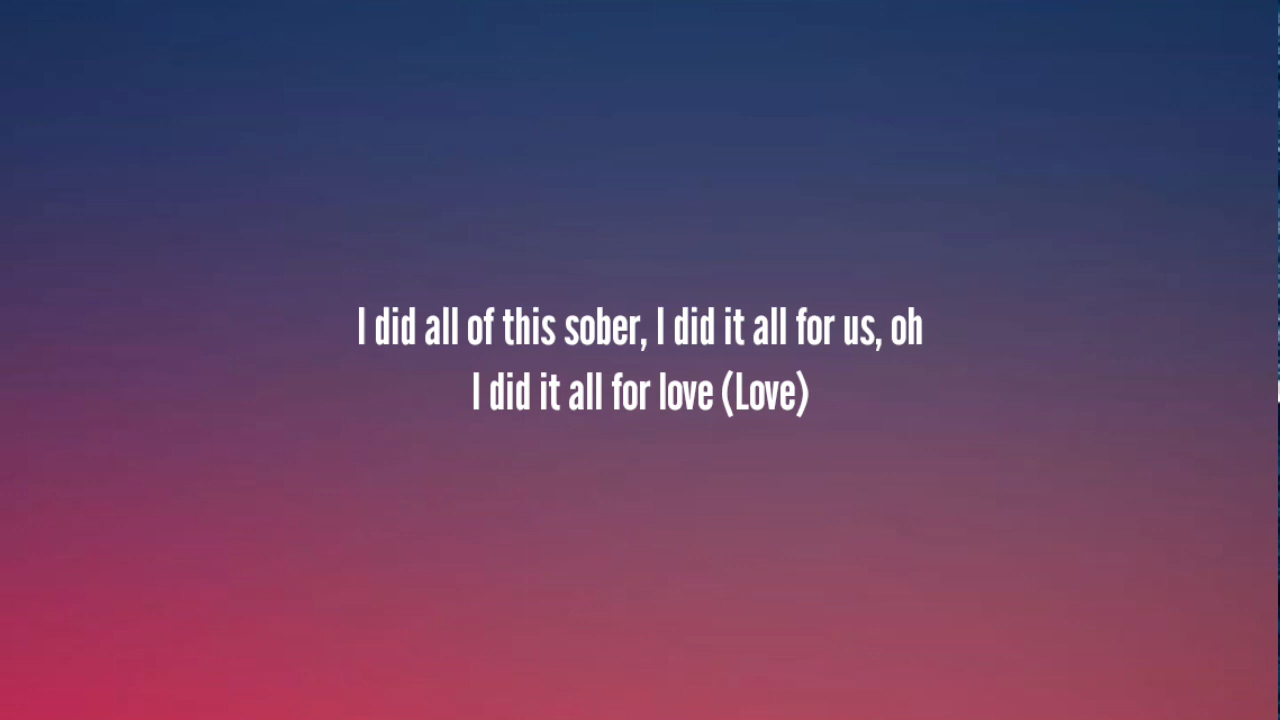 I did all of this sober, I did it all for us, oh
I did it all for love (Love)